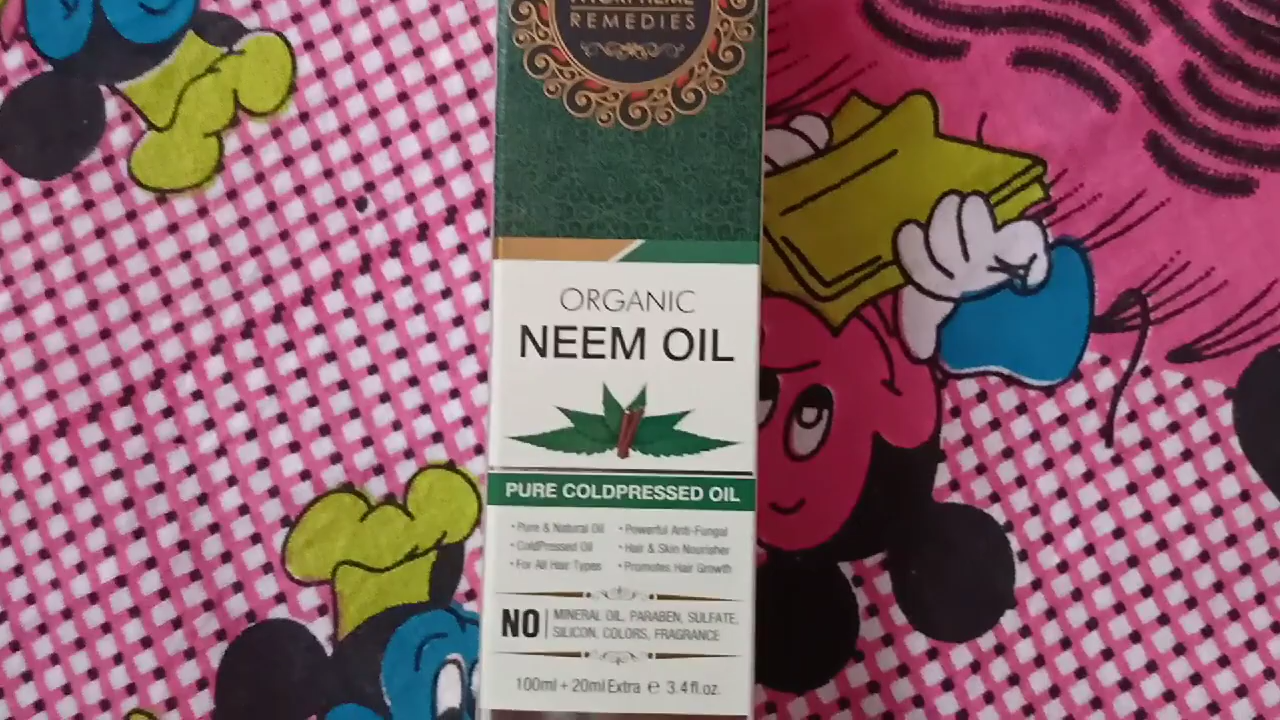 REMEDIES
ORGANIC
NEEM OIL
PURE COLDPRESSED OIL
• Pure & Natural Oil • Powerful Anti-Fungal
• ColdPressed Oil • Hair & Skin Nourisher
• For All Hair Types • Promotes Hair Growth
NO MINERAL OIL, PARABEN, SULFATE,
SILICON, COLORS, FRAGRANCE
100ml + 20ml Extra ℮ 3.4 fl.oz.